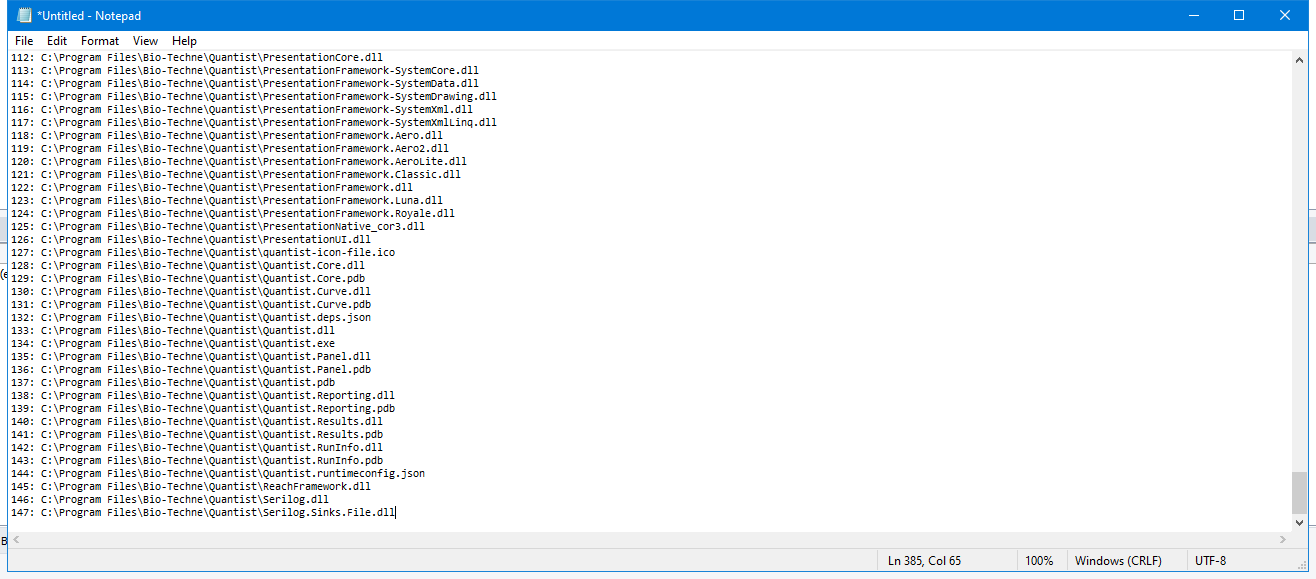 *Untitled - Notepad
File Edit Format View Help
112: C:\Program Files\Bio-Techne\Quantist\PresentationCore.dll
113: C:\Program Files\Bio-Techne\Quantist\PresentationFramework-SystemCore.dll
114: C:\Program Files\Bio-Techne\Quantist\PresentationFramework-SystemData.dll
115: C:\Program Files\Bio-Techne\Quantist\PresentationFramework-SystemDrawing.dll
116: C:\Program Files\Bio-Techne\Quantist\PresentationFramework-SystemXml.dll
117: C:\Program Files\Bio-Techne\Quantist\PresentationFramework-SystemXmlLinq.dll
118: C:\Program Files\Bio-Techne\Quantist\PresentationFramework.Aero.dll
119: C:\Program Files\Bio-Techne\Quantist\PresentationFramework.Aero2.dll
120: C:\Program Files\Bio-Techne\Quantist\PresentationFramework.AeroLite.dll
121: C:\Program Files\Bio-Techne\Quantist\PresentationFramework.Classic.dll
122: C:\Program Files\Bio-Techne\Quantist\PresentationFramework.dll
123: C:\Program Files\Bio-Techne\Quantist\PresentationFramework.Luna.dll
124: C:\Program Files\Bio-Techne\Quantist\PresentationFramework.Royale.dll
125: C:\Program Files\Bio-Techne\Quantist\PresentationNative_cor3.dll
126: C:\Program Files\Bio-Techne\Quantist\PresentationUI.dll
127: C:\Program Files\Bio-Techne\Quantist\quantist-icon-file.ico
128: C:\Program Files\Bio-Techne\Quantist\Quantist.Core.dll
129: C:\Program Files\Bio-Techne\Quantist\Quantist.Core.pdb
130: C:\Program Files\Bio-Techne\Quantist\Quantist.Curve.dll
131: C:\Program Files\Bio-Techne\Quantist\Quantist.Curve.pdb
132: C:\Program Files\Bio-Techne\Quantist\Quantist.deps.json
133: C:\Program Files\Bio-Techne\Quantist\Quantist.dll
134: C:\Program Files\Bio-Techne\Quantist\Quantist.exe
135: C:\Program Files\Bio-Techne\Quantist\Quantist.Panel.dll
136: C:\Program Files\Bio-Techne\Quantist\Quantist.Panel.pdb
137: C:\Program Files\Bio-Techne\Quantist\Quantist.pdb
138: C:\Program Files\Bio-Techne\Quantist\Quantist.Reporting.dll
139: C:\Program Files\Bio-Techne\Quantist\Quantist.Reporting.pdb
140: C:\Program Files\Bio-Techne\Quantist\Quantist.Results.dll
141: C:\Program Files\Bio-Techne\Quantist\Quantist.Results.pdb
142: C:\Program Files\Bio-Techne\Quantist\Quantist.RunInfo.dll
143: C:\Program Files\Bio-Techne\Quantist\Quantist.RunInfo.pdb
144: C:\Program Files\Bio-Techne\Quantist\Quantist.runtimeconfig.json
145: C:\Program Files\Bio-Techne\Quantist\ReachFramework.dll
146: C:\Program Files\Bio-Techne\Quantist\Serilog.dll
147: C:\Program Files\Bio-Techne\Quantist\Serilog.Sinks.File.dll
Ln 385, Col 65 100% Windows (CRLF) UTF-8